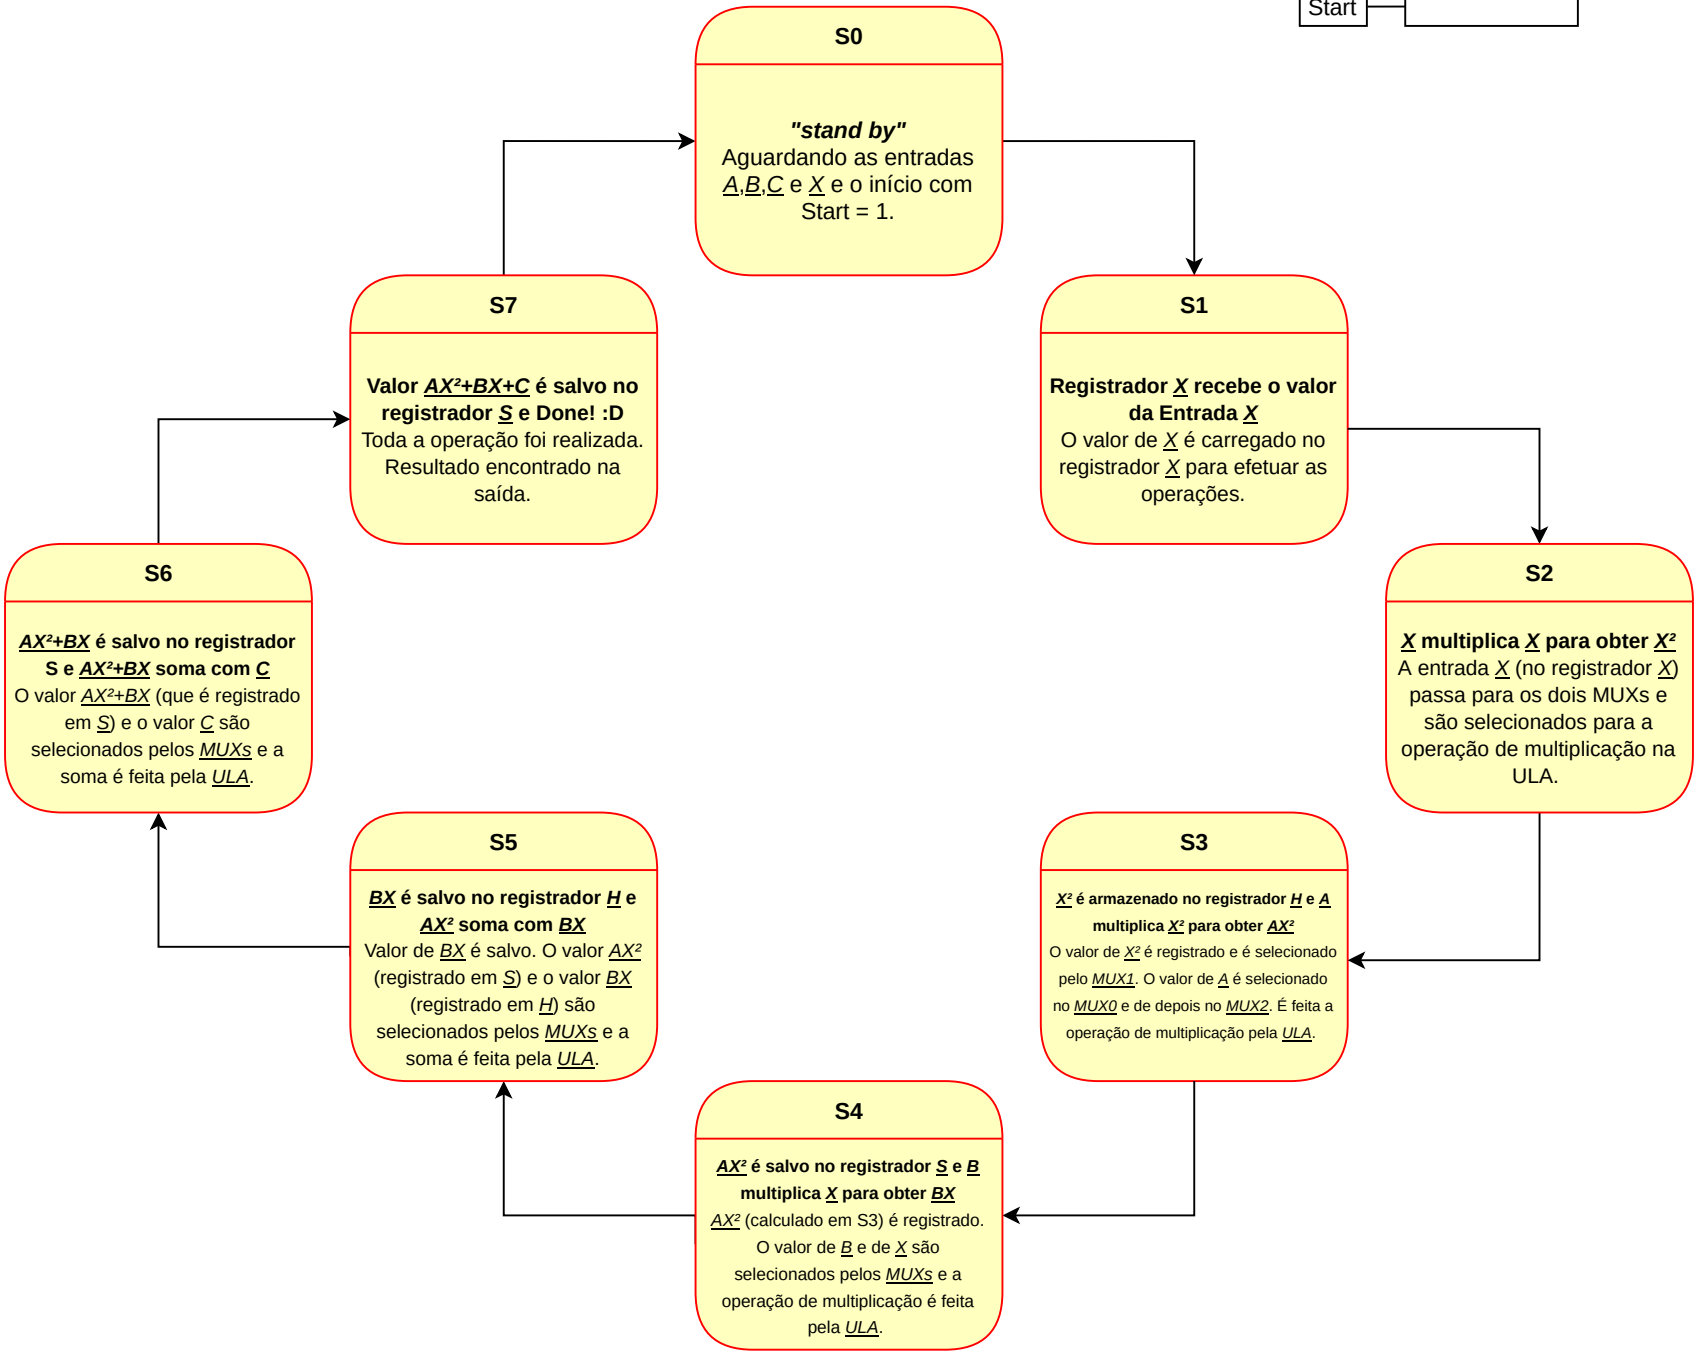 Start
S0
"stand by"
Aguardando as entradas
A,B,C e X e o início com
Start = 1.
S1
Registrador X recebe o valor
da Entrada X
O valor de X é carregado no
registrador X para efetuar as
operações.
S2
X multiplica X para obter X²
A entrada X (no registrador X)
passa para os dois MUXs e
são selecionados para a
operação de multiplicação na
ULA.
S3
X² é armazenado no registrador H e A
multiplica X² para obter AX²
O valor de X² é registrado e é selecionado
pelo MUX1. O valor de A é selecionado
no MUX0 e de depois no MUX2. É feita a
operação de multiplicação pela ULA.
S4
AX² é salvo no registrador S e B
multiplica X para obter BX
AX² (calculado em S3) é registrado.
O valor de B e de X são
selecionados pelos MUXs e a
operação de multiplicação é feita
pela ULA.
S5
BX é salvo no registrador H e
AX² soma com BX
Valor de BX é salvo. O valor AX²
(registrado em S) e o valor BX
(registrado em H) são
selecionados pelos MUXs e a
soma é feita pela ULA.
S6
AX²+BX é salvo no registrador
S e AX²+BX soma com C
O valor AX²+BX (que é registrado
em S) e o valor C são
selecionados pelos MUXs e a
soma é feita pela ULA.
S7
Valor AX²+BX+C é salvo no
registrador S e Done! :D
Toda a operação foi realizada.
Resultado encontrado na
saída.